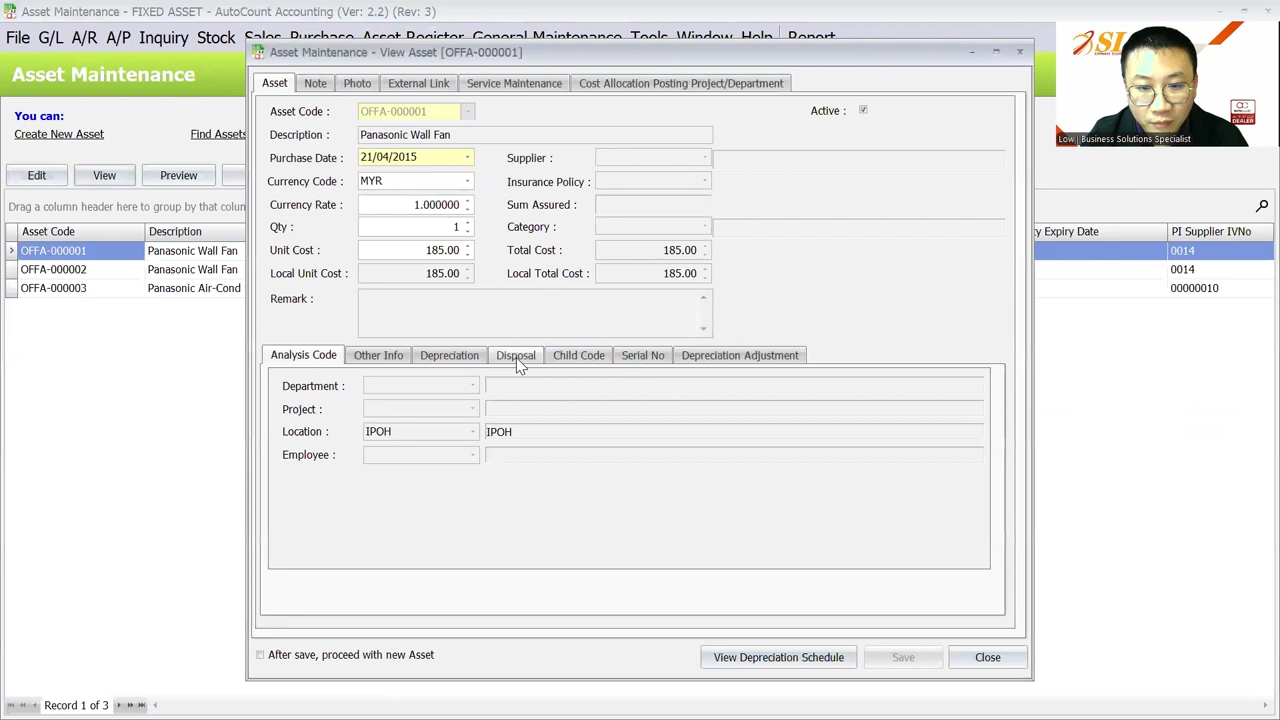 Asset Maintenance - FIXED ASSET - AutoCount Accounting (Ver: 2.2) (Rev: 3)
File G/L A/R A/P Inquiry Stock Sales Purchase Asset Register General Maintenance Tools Window Help Report
Asset Maintenance
You can:
Create New Asset Find Assets
Edit View Preview
Drag a column header here to group by that column
Asset Code Description
OFFA-000001 Panasonic Wall Fan
OFFA-000002 Panasonic Wall Fan
OFFA-000003 Panasonic Air-Cond
Record 1 of 3
Asset Maintenance - View Asset [OFFA-000001]
Asset Note Photo External Link Service Maintenance Cost Allocation Posting Project/Department
Asset Code : OFFA-000001 Active :
Description : Panasonic Wall Fan
Purchase Date : 21/04/2015 Supplier :
Currency Code : MYR Insurance Policy :
Currency Rate : 1.000000 Sum Assured :
Qty : 1 Category :
Unit Cost : 185.00 Total Cost : 185.00
Local Unit Cost : 185.00 Local Total Cost : 185.00
Remark :
Analysis Code Other Info Depreciation Disposal Child Code Serial No Depreciation Adjustment
Department :
Project :
Location : IPOH IPOH
Employee :
After save, proceed with new Asset View Depreciation Schedule Save Close
Expiry Date PI Supplier IVNo
0014
0014
00000010
Low | Business Solutions Specialist